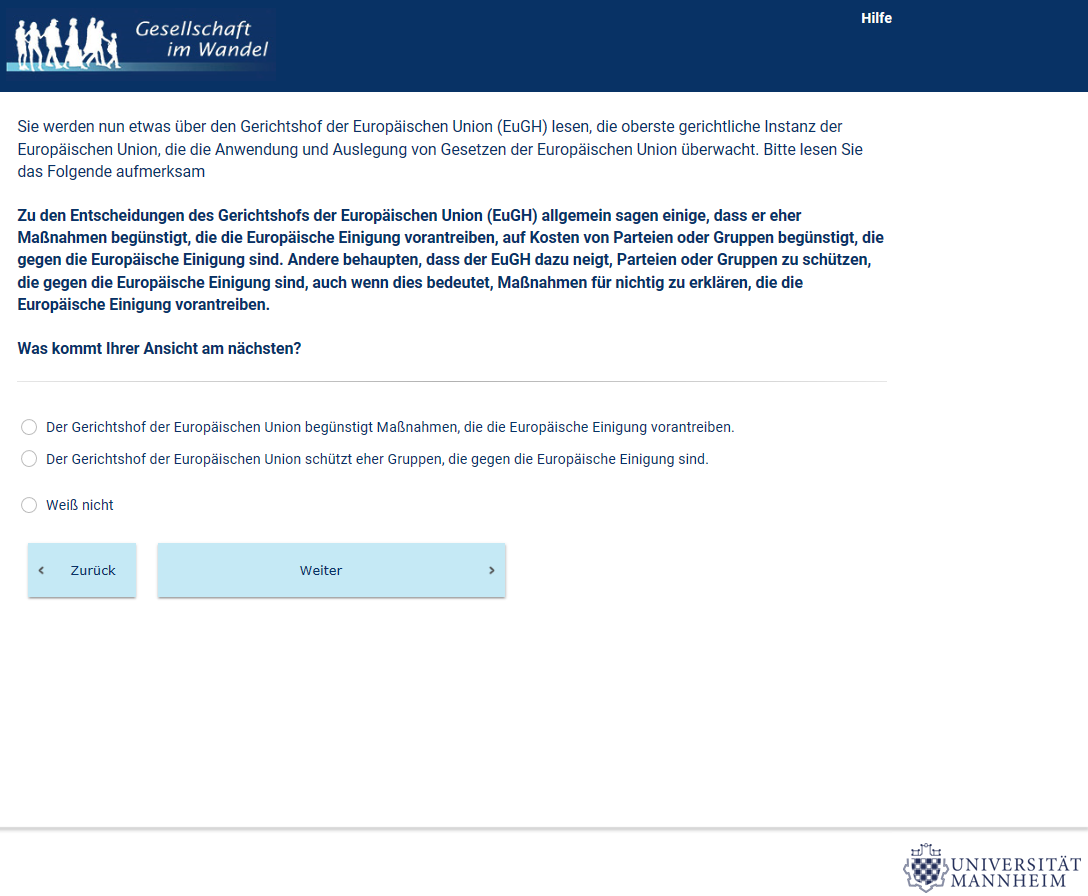 Gesellschaft
im Wandel
Hilfe
Sie werden nun etwas über den Gerichtshof der Europäischen Union (EuGH) lesen, die oberste gerichtliche Instanz der
Europäischen Union, die die Anwendung und Auslegung von Gesetzen der Europäischen Union überwacht. Bitte lesen Sie
das Folgende aufmerksam
Zu den Entscheidungen des Gerichtshofs der Europäischen Union (EuGH) allgemein sagen einige, dass er eher
Maßnahmen begünstigt, die die Europäische Einigung vorantreiben, auf Kosten von Parteien oder Gruppen begünstigt, die
gegen die Europäische Einigung sind. Andere behaupten, dass der EuGH dazu neigt, Parteien oder Gruppen zu schützen,
die gegen die Europäische Einigung sind, auch wenn dies bedeutet, Maßnahmen für nichtig zu erklären, die die
Europäische Einigung vorantreiben.
Was kommt Ihrer Ansicht am nächsten?
Der Gerichtshof der Europäischen Union begünstigt Maßnahmen, die die Europäische Einigung vorantreiben.
Der Gerichtshof der Europäischen Union schützt eher Gruppen, die gegen die Europäische Einigung sind.
Weiß nicht
Zurück
Weiter
UNIVERSITÄT
MANNHEIM